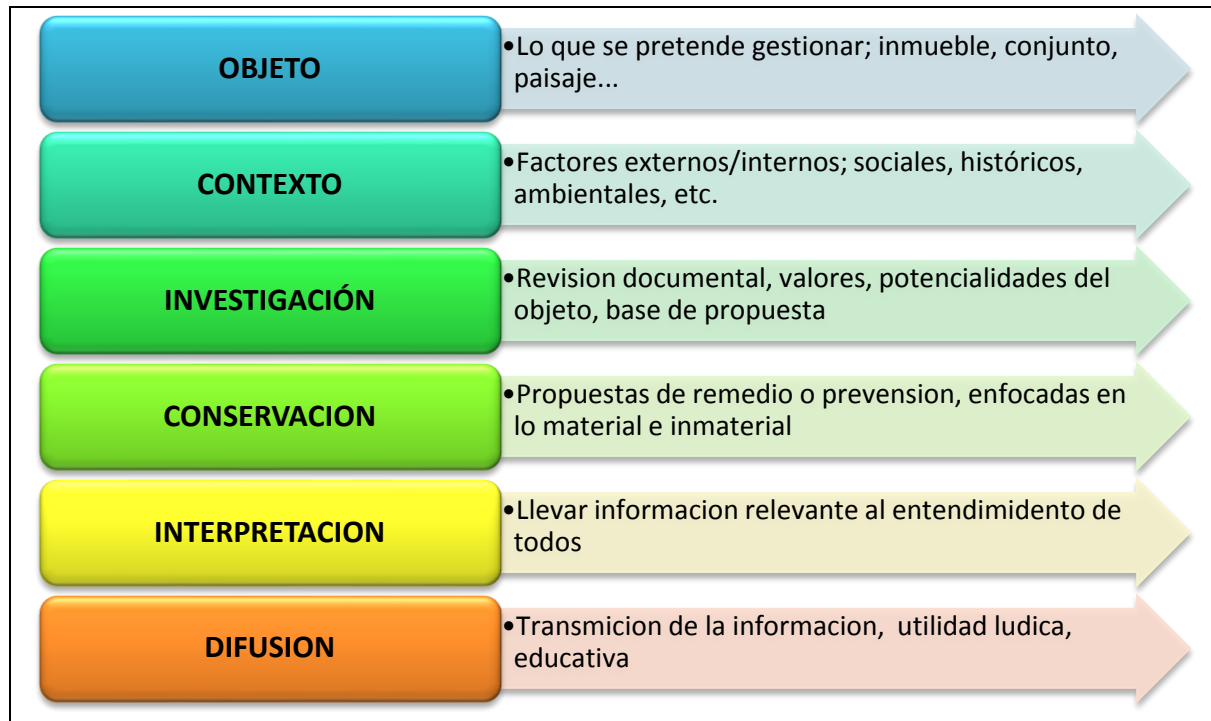 OBJETO
•Lo que se pretende gestionar; inmueble, conjunto,
paisaje...
CONTEXTO
•Factores externos/internos; sociales, históricos,
ambientales, etc.
INVESTIGACIÓN
•Revision documental, valores, potencialidades del
objeto, base de propuesta
CONSERVACION
•Propuestas de remedio o prevension, enfocadas en
lo material e inmaterial
INTERPRETACION
•Llevar informacion relevante al entendimidento de
todos
DIFUSION
•Transmicion de la informacion, utilidad ludica,
educativa